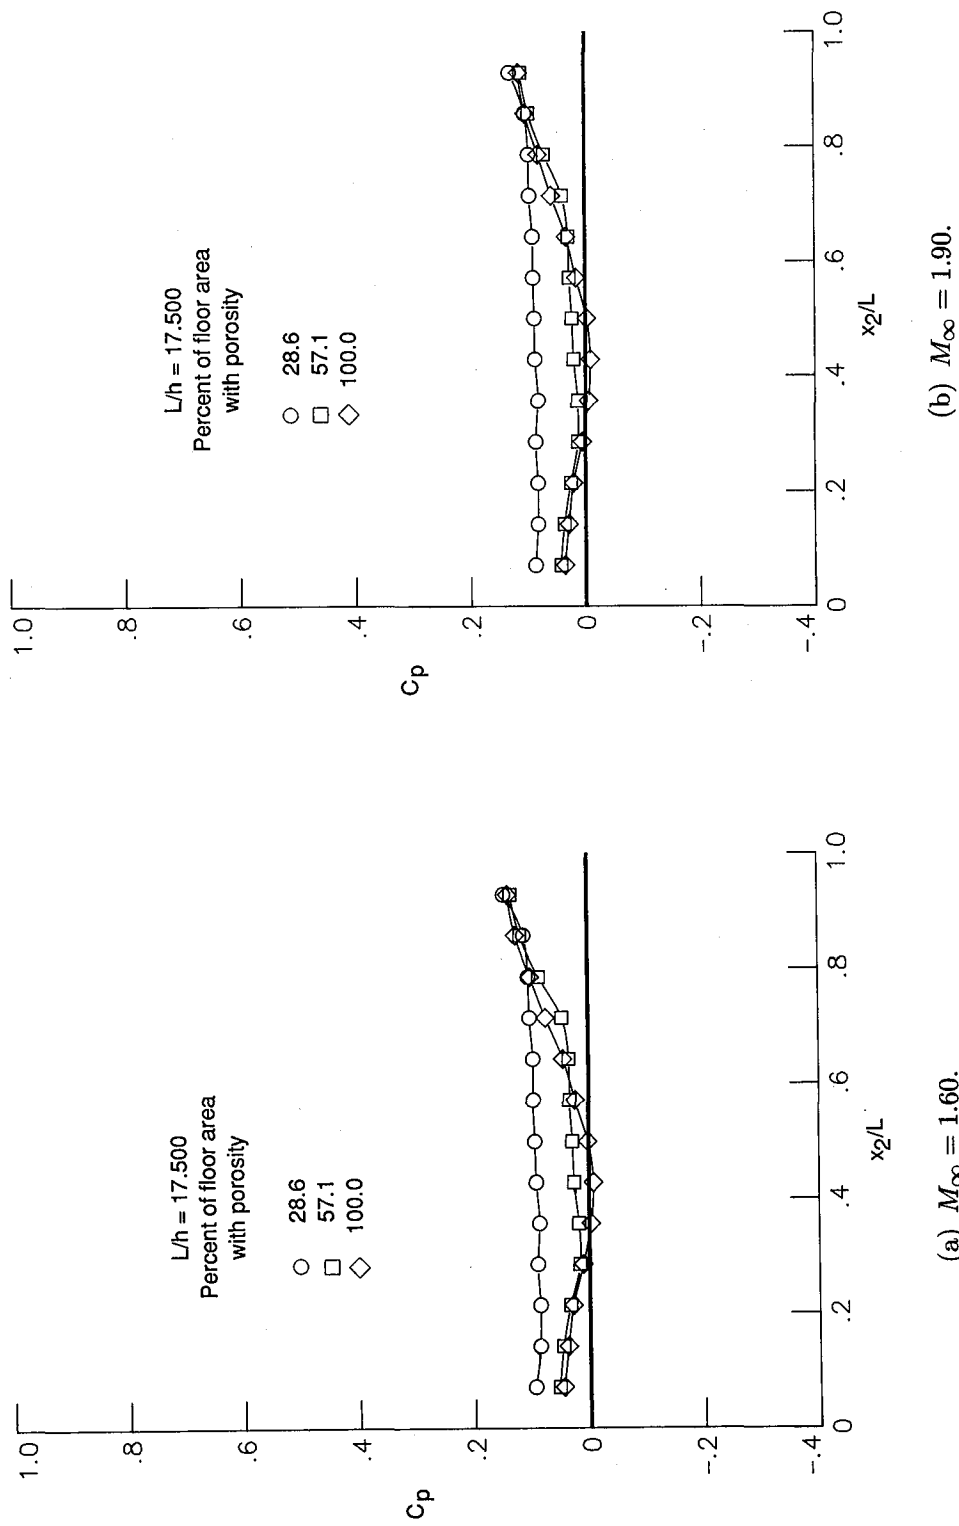 L/h = 17.500
Percent of floor area
with porosity
28.6
57.1
100.0
1.0
.8
.6
.4
.2
0
-.2
-.4
Cp
0
.2
.4
.6
.8
1.0
x2/L
(a) M∞ = 1.60.
L/h = 17.500
Percent of floor area
with porosity
28.6
57.1
100.0
1.0
.8
.6
.4
.2
0
-.2
-.4
Cp
0
.2
.4
.6
.8
1.0
x2/L
(b) M∞ = 1.90.